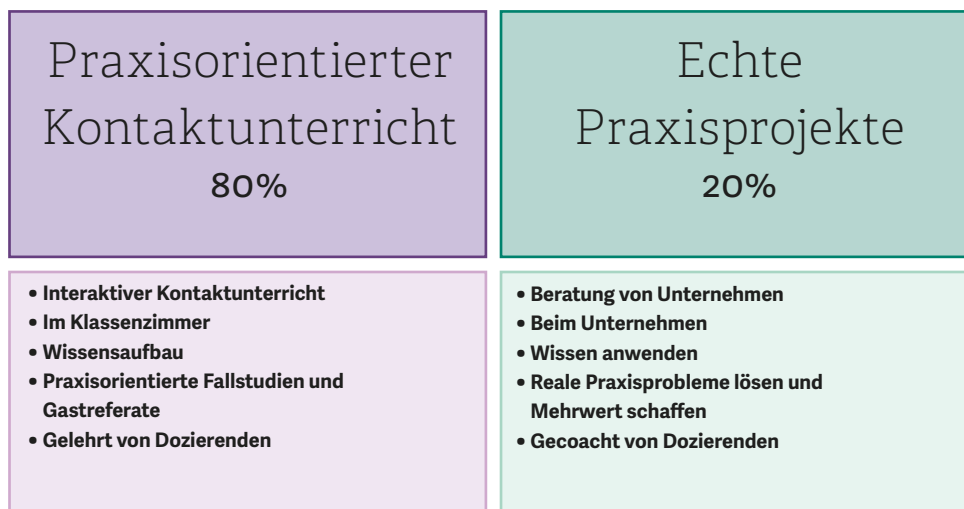 Praxisorientierter
Kontaktunterricht
80%
• Interaktiver Kontaktunterricht
• Im Klassenzimmer
• Wissensaufbau
• Praxisorientierte Fallstudien und
Gastreferate
• Gelehrt von Dozierenden
Echte
Praxisprojekte
20%
• Beratung von Unternehmen
• Beim Unternehmen
• Wissen anwenden
• Reale Praxisprobleme lösen und
Mehrwert schaffen
• Gecoacht von Dozierenden